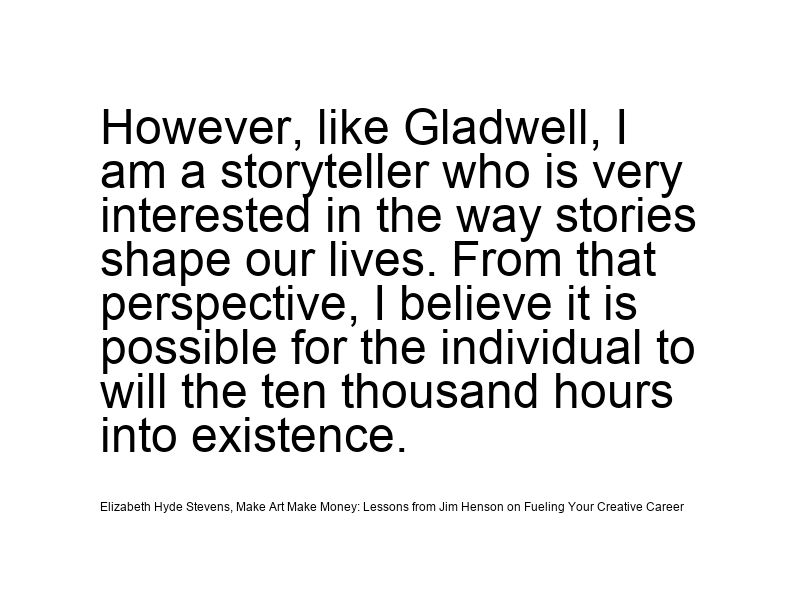 However, like Gladwell, I
am a storyteller who is very
interested in the way stories
shape our lives. From that
perspective, I believe it is
possible for the individual to
will the ten thousand hours
into existence.
Elizabeth Hyde Stevens, Make Art Make Money: Lessons from Jim Henson on Fueling Your Creative Career